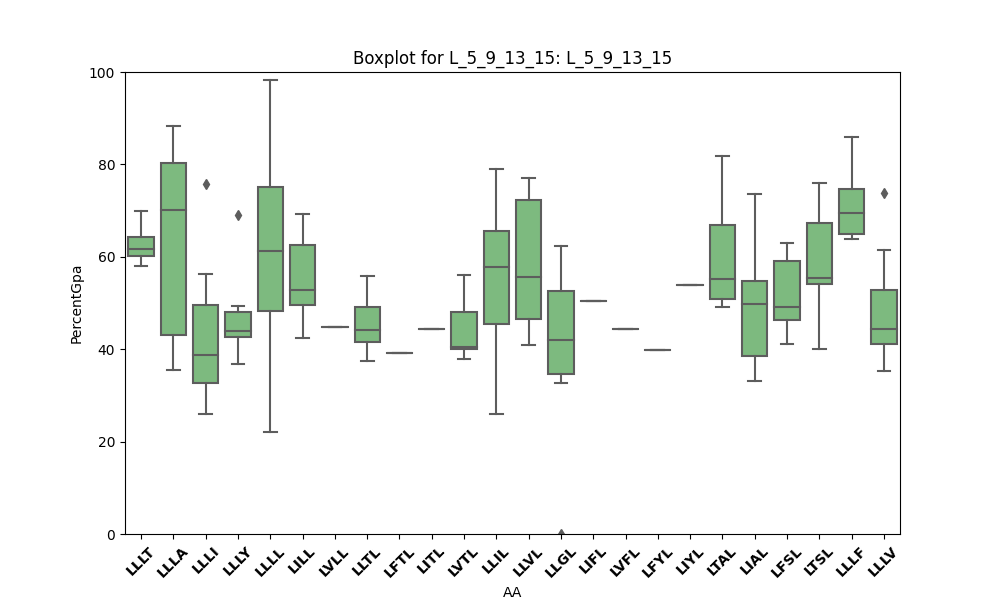 Boxplot for L_5_9_13_15: L_5_9_13_15
100
80
60
40
20
0
PercentGpa
LLLT LLLA LLLI LLLY LLLL LILL LVLL LLTL LFTL LITL LVTL LLIL LLVL LLGL LIFL LVFL LFYL LIYL LTAL LIAL LFSL LTSL LLLF LLLV
AA